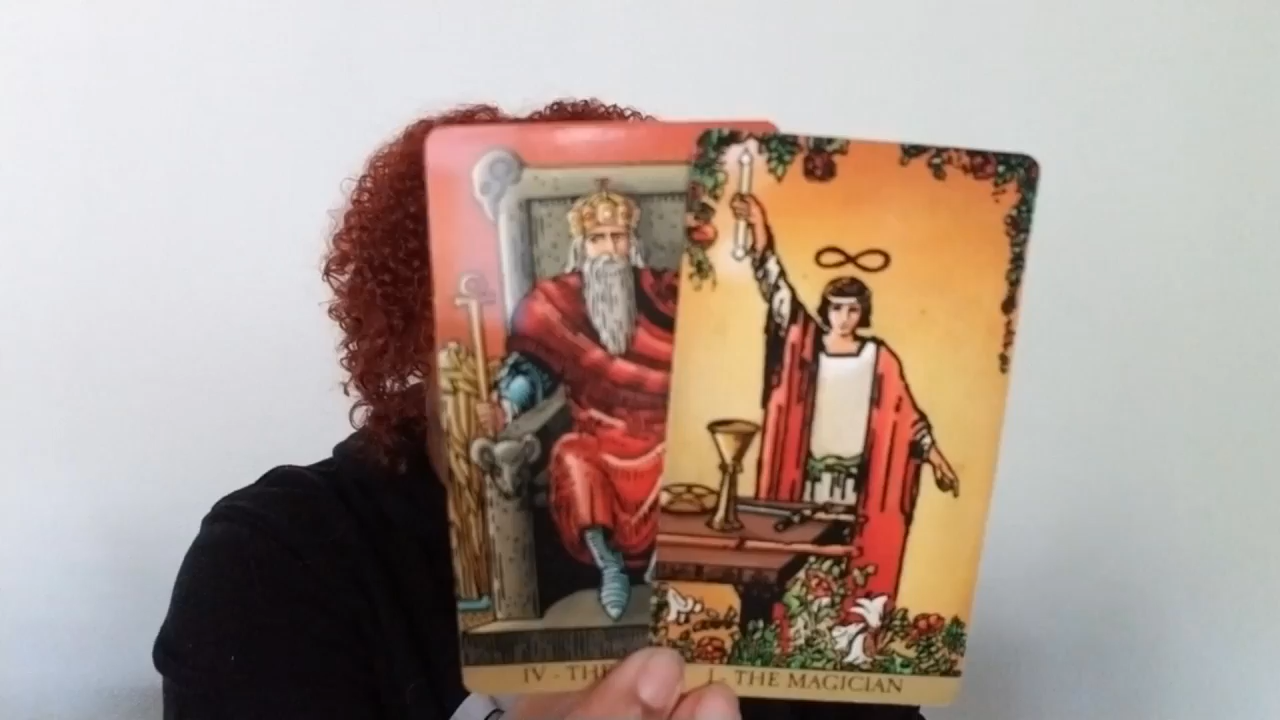 IV - THE
I - THE MAGICIAN